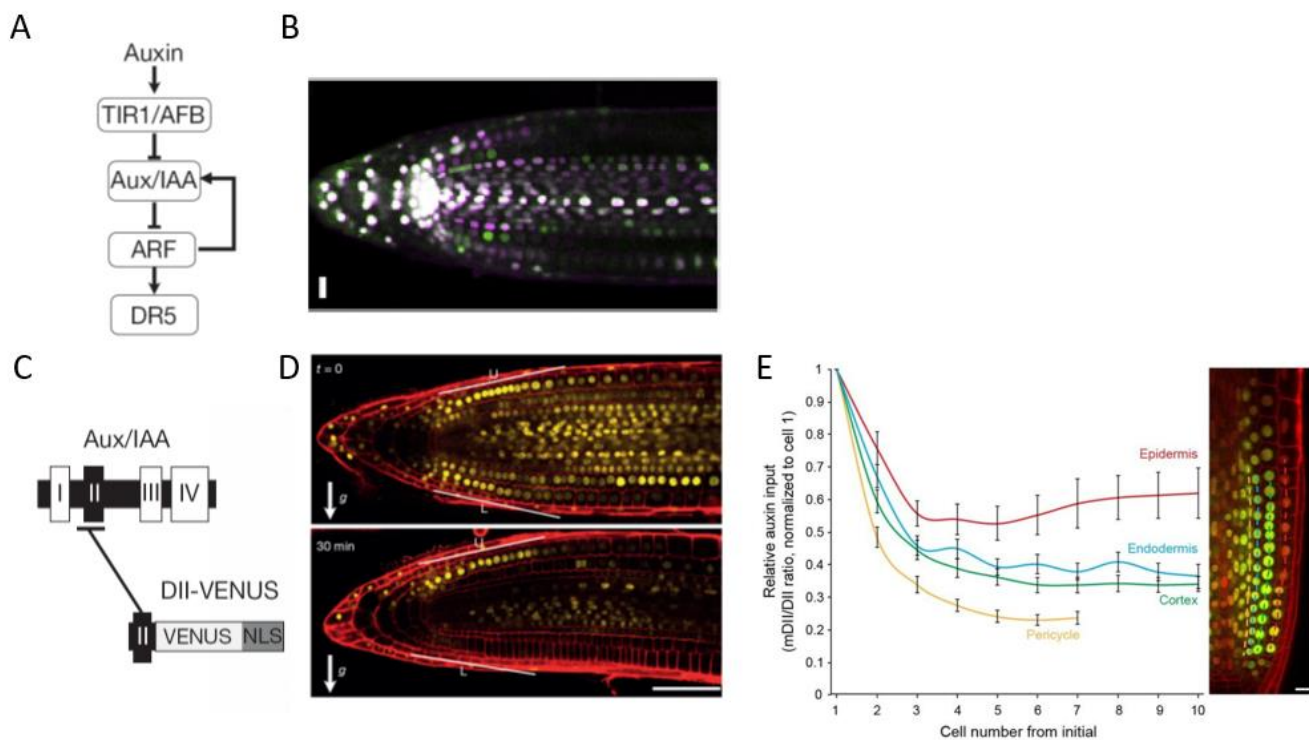 A
Auxin
TIR1/AFB
Aux/IAA
ARF
DR5
B
C
Aux/IAA
I II III IV
DII-VENUS
II VENUS NLS
D
t = 0
U
L
g
30 min
U
L
g
E
Relative auxin input
(mDII/DII ratio, normalized to cell 1)
1
0.9
0.8
0.7
0.6
0.5
0.4
0.3
0.2
0.1
0
Epidermis
Endodermis
Cortex
Pericycle
1 2 3 4 5 6 7 8 9 10
Cell number from initial